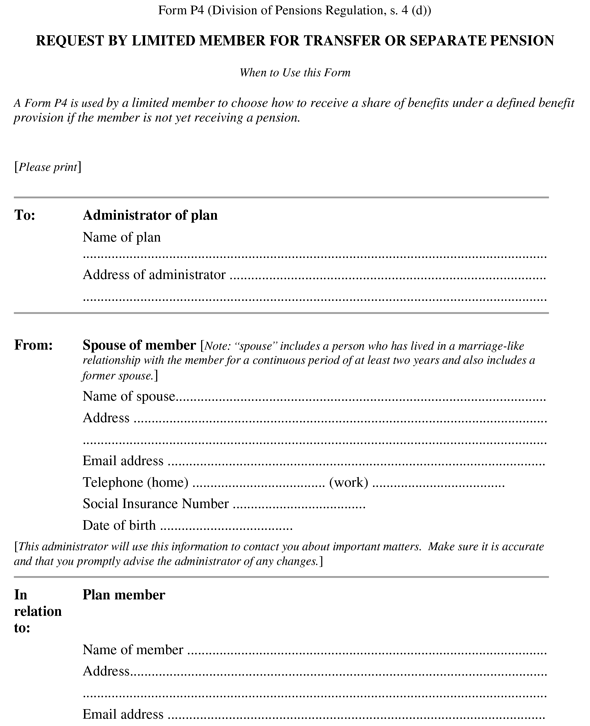 Form P4 (Division of Pensions Regulation, s. 4 (d))
REQUEST BY LIMITED MEMBER FOR TRANSFER OR SEPARATE PENSION
When to Use this Form
A Form P4 is used by a limited member to choose how to receive a share of benefits under a defined benefit
provision if the member is not yet receiving a pension.
[Please print]
To: Administrator of plan
Name of plan
....................................................................................................................................
Address of administrator ......................................................................................
....................................................................................................................................
From: Spouse of member [Note: “spouse” includes a person who has lived in a marriage-like
relationship with the member for a continuous period of at least two years and also includes a
former spouse.]
Name of spouse....................................................................................................
Address ................................................................................................................
....................................................................................................................................
Email address ......................................................................................................
Telephone (home) .................................... (work) ....................................
Social Insurance Number ....................................
Date of birth ....................................
[This administrator will use this information to contact you about important matters.  Make sure it is accurate
and that you promptly advise the administrator of any changes.]
In Plan member
relation
to:
Name of member .................................................................................................
Address.................................................................................................................
....................................................................................................................................
Email address ......................................................................................................